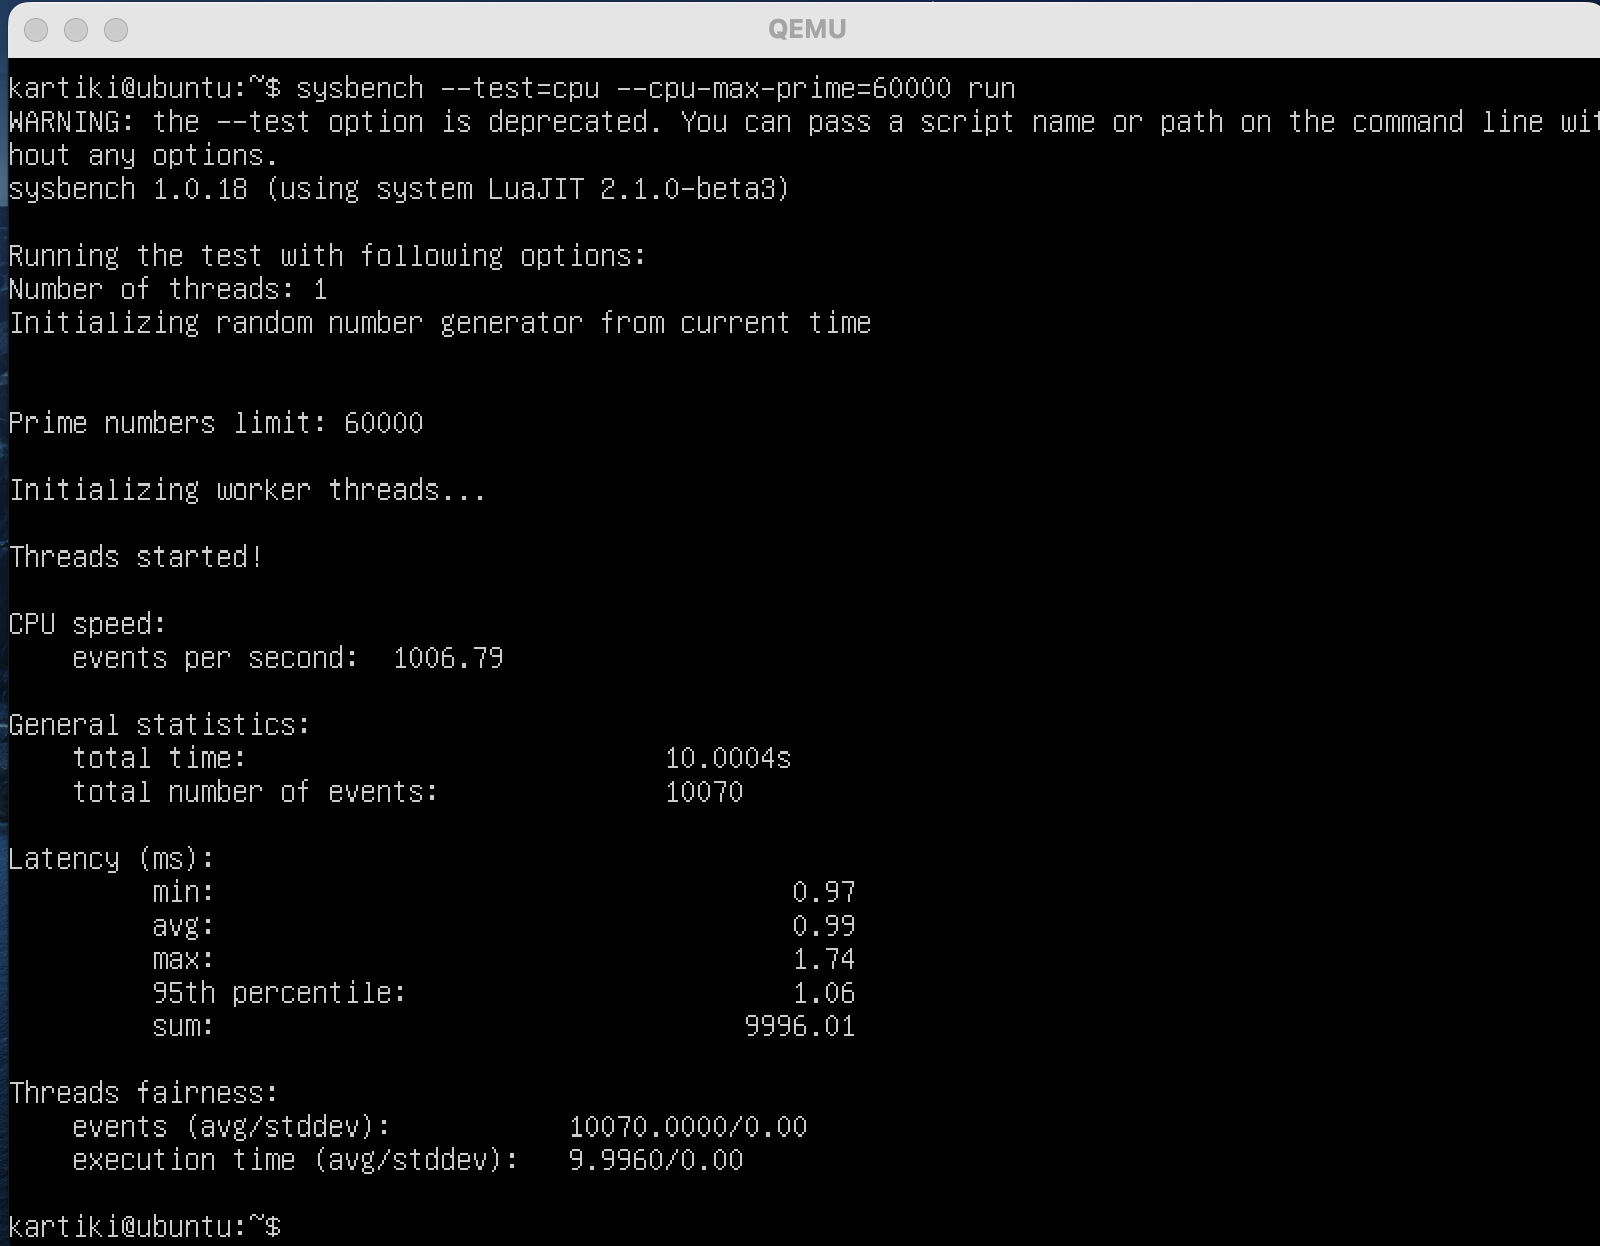 QEMU
kartiki@ubuntu:~$ sysbench --test=cpu --cpu-max-prime=60000 run
WARNING: the --test option is deprecated. You can pass a script name or path on the command line wit
hout any options.
sysbench 1.0.18 (using system LuaJIT 2.1.0-beta3)
Running the test with following options:
Number of threads: 1
Initializing random number generator from current time
Prime numbers limit: 60000
Initializing worker threads...
Threads started!
CPU speed:
events per second: 1006.79
General statistics:
total time: 10.0004s
total number of events: 10070
Latency (ms):
min: 0.97
avg: 0.99
max: 1.74
95th percentile: 1.06
sum: 9996.01
Threads fairness:
events (avg/stddev): 10070.0000/0.00
execution time (avg/stddev): 9.9960/0.00
kartiki@ubuntu:~$